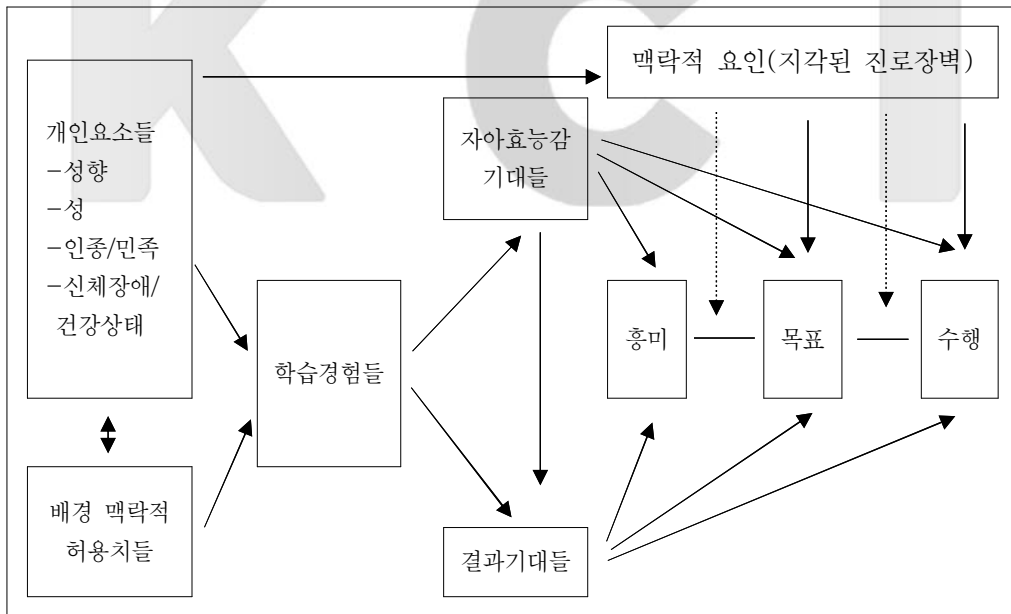 KCI
맥락적 요인(지각된 진로장벽)
개인요소들
-성향
-성
-인종/민족
-신체장애/
건강상태
자아효능감
기대들
학습경험들
흥미
목표
수행
배경 맥락적
허용치들
결과기대들